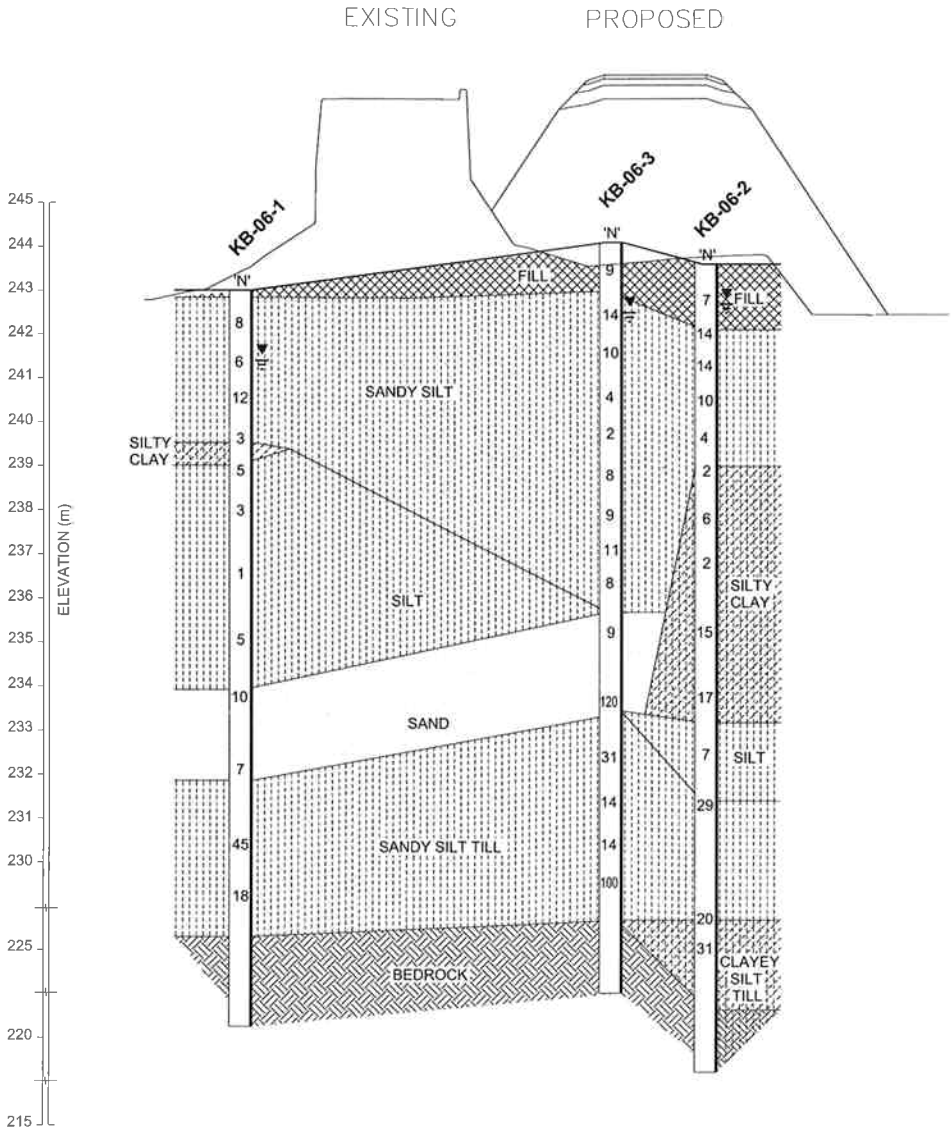 EXISTING PROPOSED
KB-06-1
KB-06-3
KB-06-2
'N' 'N' 'N'
245
244
243
242
241
240
239
238
237
236
235
234
233
232
231
230
225
220
215
ELEVATION (m)
8
6
12
3
5
3
1
5
10
7
45
18
9
14
10
4
2
8
9
11
8
9
120
31
14
14
100
7
14
14
10
4
2
6
2
15
17
7
29
20
31
FILL
FILL
SANDY SILT
SILTY
CLAY
SILT
SILTY
CLAY
SAND
SILT
SANDY SILT TILL
BEDROCK
CLAYEY
SILT
TILL